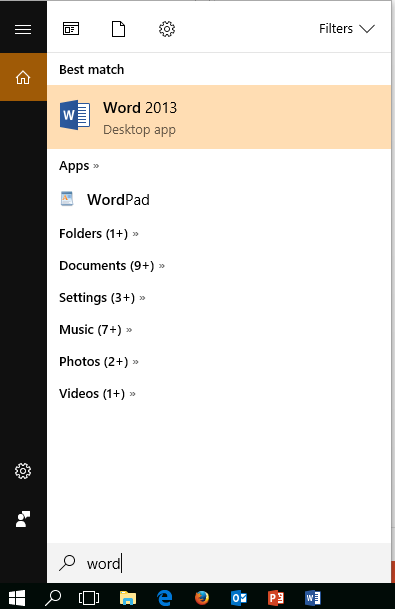 Filters
Best match
Word 2013
Desktop app
Apps »
WordPad
Folders (1+) »
Documents (9+) »
Settings (3+) »
Music (7+) »
Photos (2+) »
Videos (1+) »
word